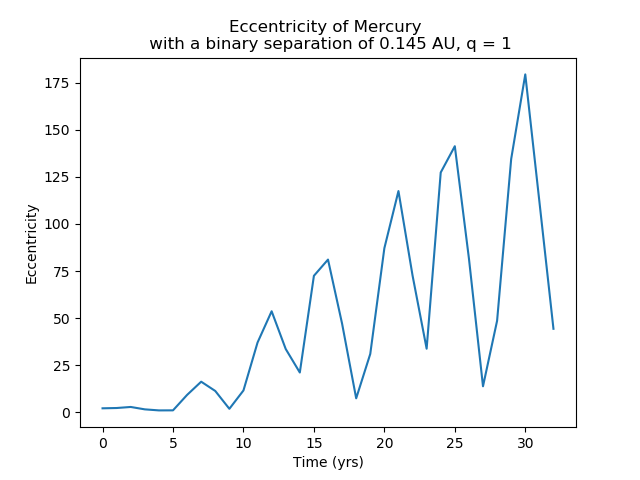 Eccentricity of Mercury
with a binary separation of 0.145 AU, q = 1
175
150
125
100
75
50
25
0
Eccentricity
0 5 10 15 20 25 30
Time (yrs)